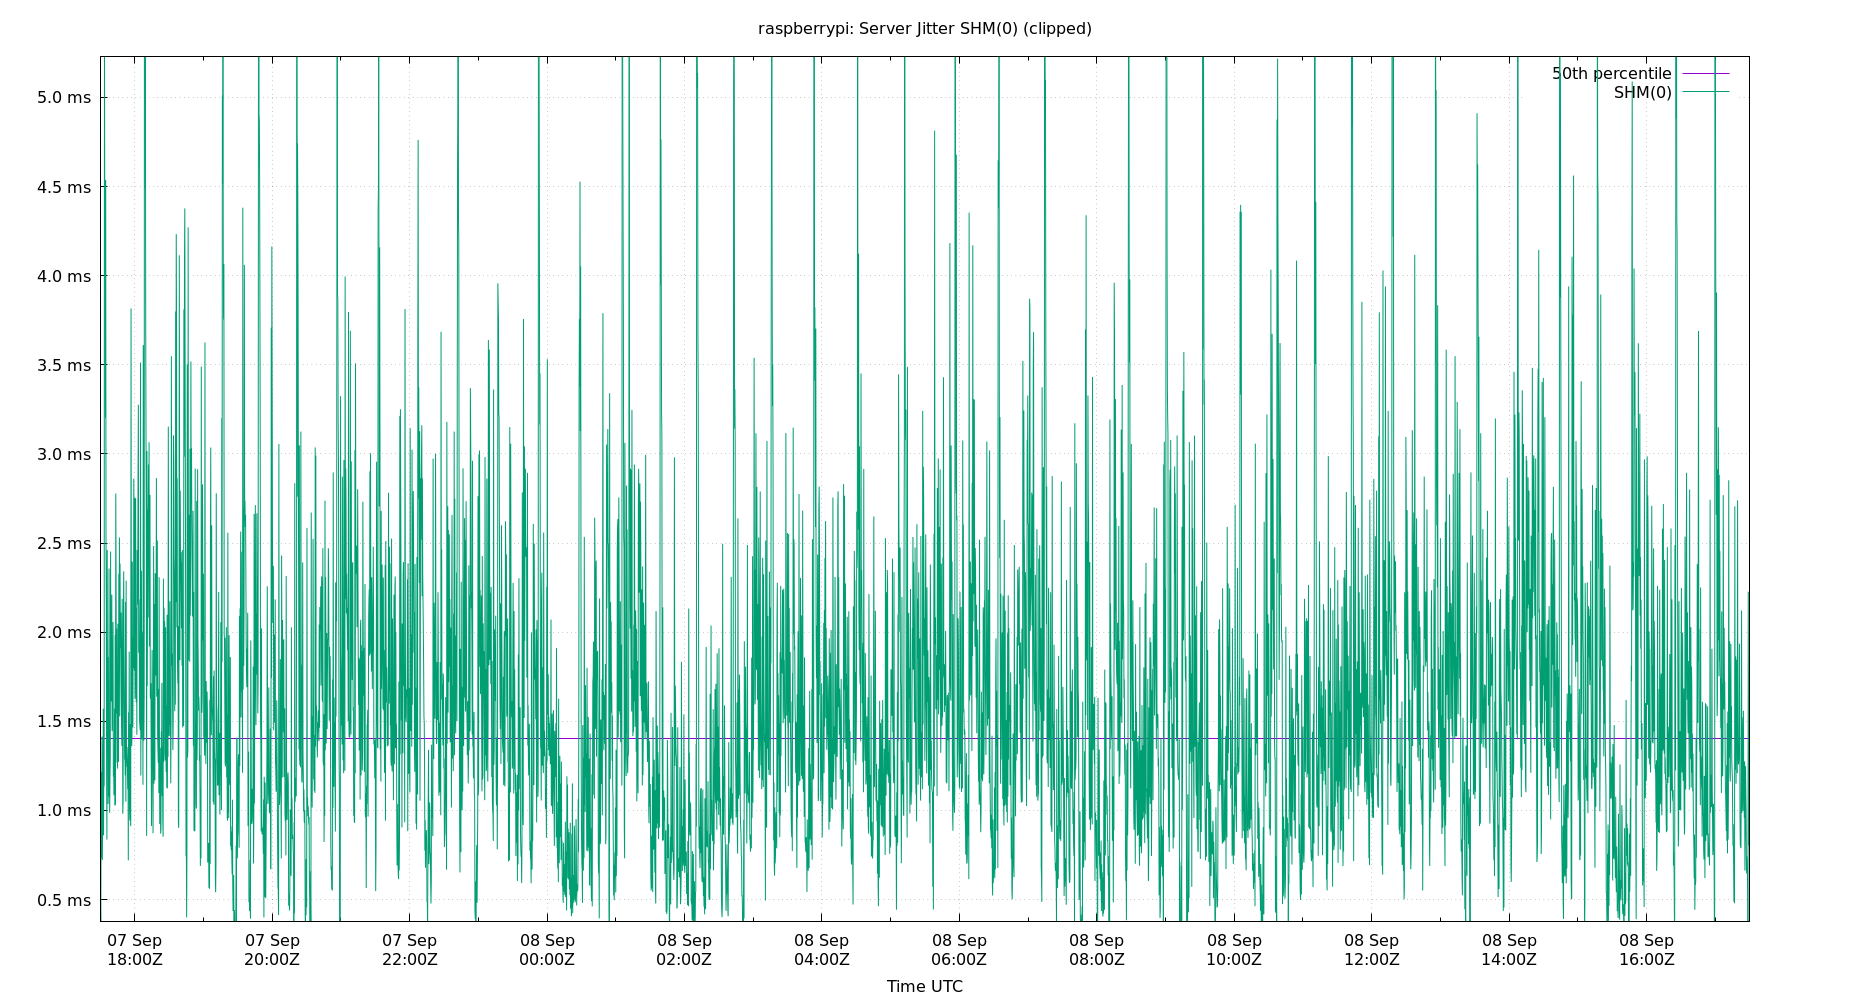 raspberrypi: Server Jitter SHM(0) (clipped)
50th percentile
SHM(0)
5.0 ms
4.5 ms
4.0 ms
3.5 ms
3.0 ms
2.5 ms
2.0 ms
1.5 ms
1.0 ms
0.5 ms
07 Sep 07 Sep 07 Sep 08 Sep 08 Sep 08 Sep 08 Sep 08 Sep 08 Sep 08 Sep 08 Sep 08 Sep
18:00Z 20:00Z 22:00Z 00:00Z 02:00Z 04:00Z 06:00Z 08:00Z 10:00Z 12:00Z 14:00Z 16:00Z
Time UTC